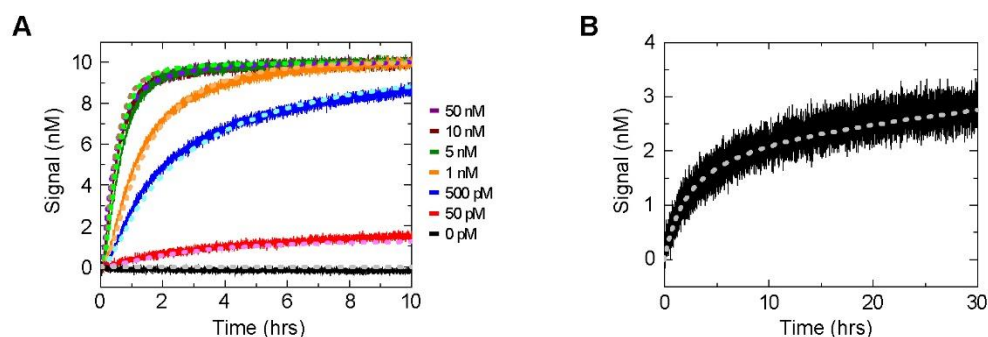 A
Signal (nM)
10
8
6
4
2
0
0 2 4 6 8 10
Time (hrs)
50 nM
10 nM
5 nM
1 nM
500 pM
50 pM
0 pM
B
Signal (nM)
4
3
2
1
0
0 10 20 30
Time (hrs)